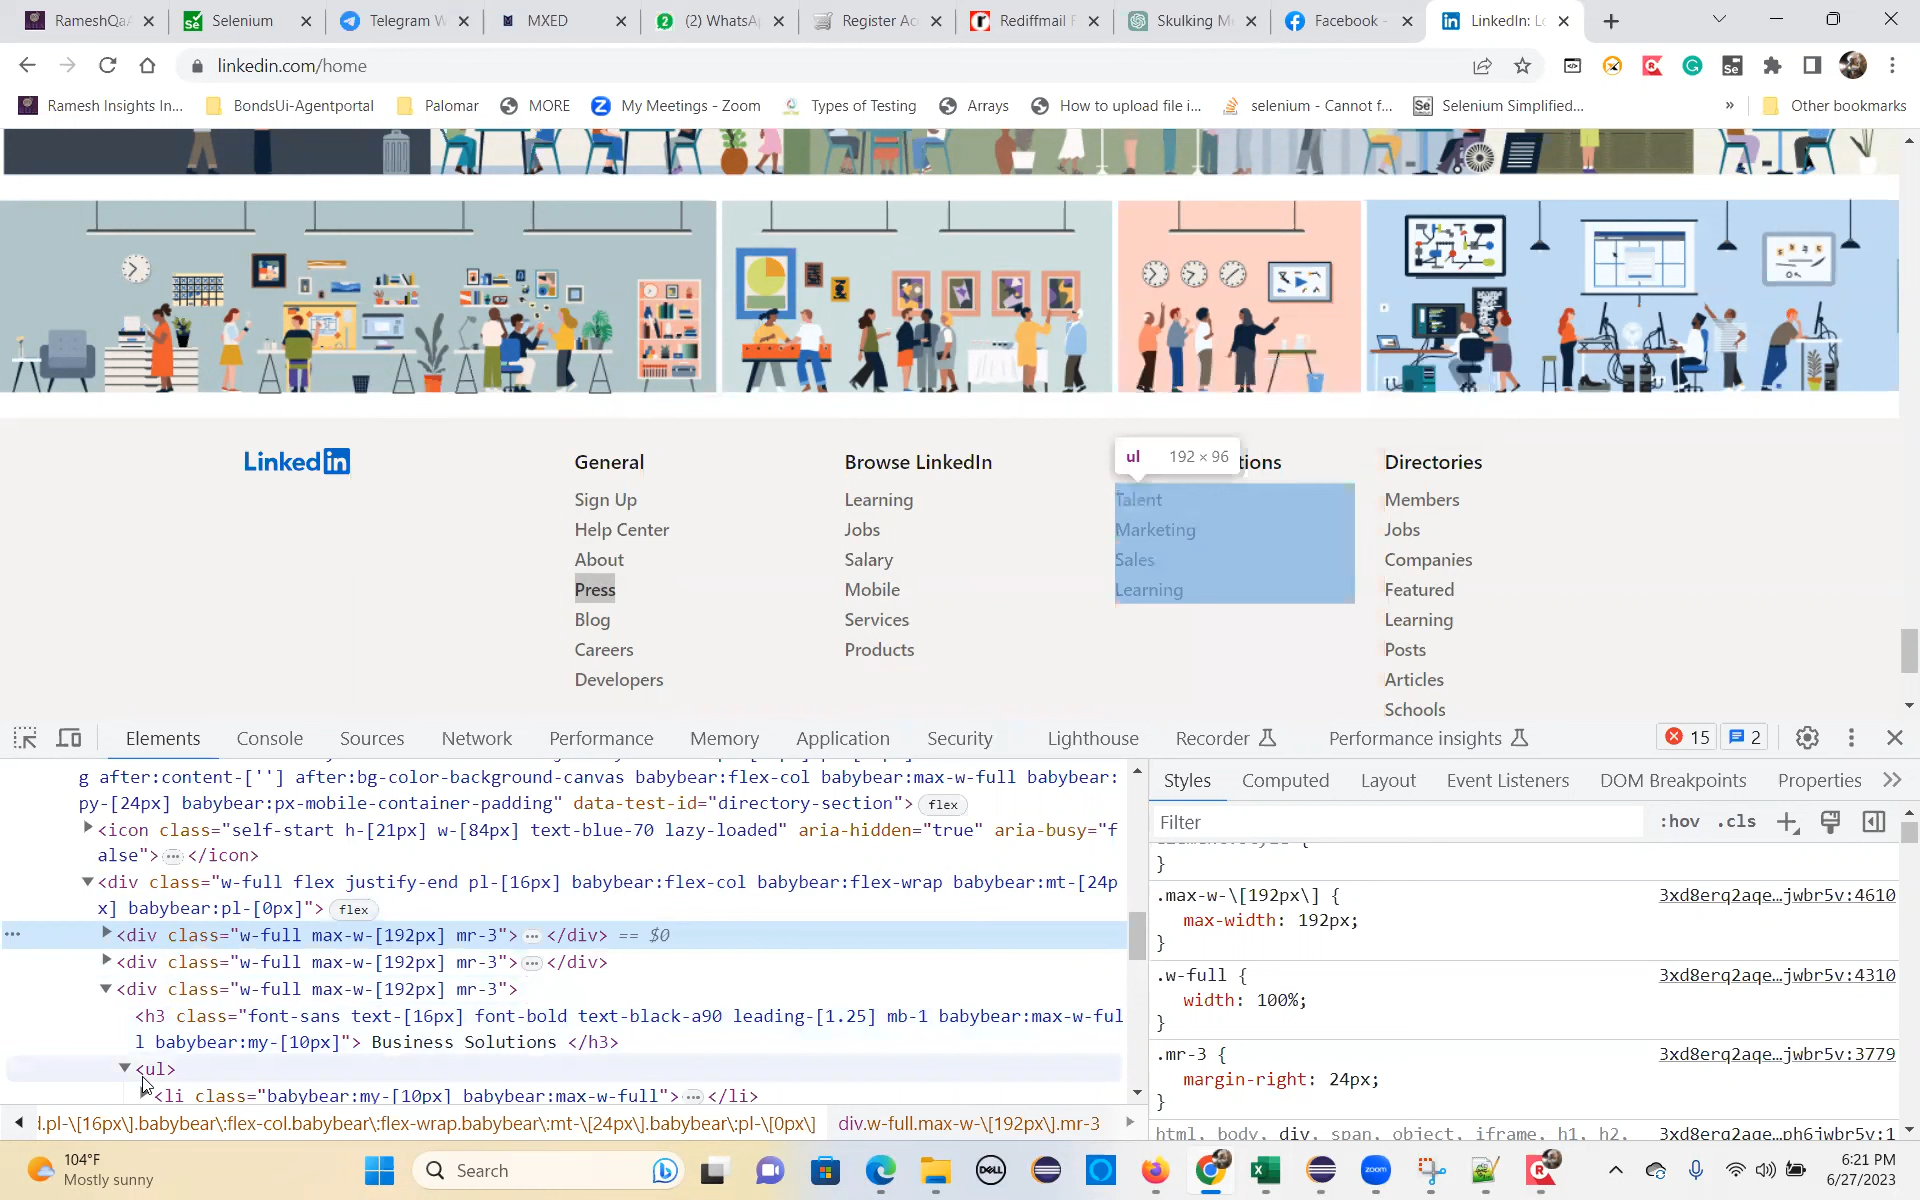 RameshQaA
Selenium
Telegram W
MXED
(2) WhatsA
Register Ac
Rediffmail F
Skulking M
Facebook -
LinkedIn: Lo
linkedin.com/home
Ramesh Insights In...
BondsUi-Agentportal
Palomar
MORE
My Meetings - Zoom
Types of Testing
Arrays
How to upload file i...
selenium - Cannot f...
Selenium Simplified...
»
Other bookmarks
LinkedIn
General
Sign Up
Help Center
About
Press
Blog
Careers
Developers
Browse LinkedIn
Learning
Jobs
Salary
Mobile
Services
Products
ul 192 × 96
tions
Talent
Marketing
Sales
Learning
Directories
Members
Jobs
Companies
Featured
Learning
Posts
Articles
Schools
Elements Console Sources Network Performance Memory Application Security Lighthouse Recorder Performance insights 15 2
g after:content-[''] after:bg-color-background-canvas babybear:flex-col babybear:max-w-full babybear:
py-[24px] babybear:px-mobile-container-padding" data-test-id="directory-section"> flex
<icon class="self-start h-[21px] w-[84px] text-blue-70 lazy-loaded" aria-hidden="true" aria-busy="f
alse"> … </icon>
<div class="w-full flex justify-end pl-[16px] babybear:flex-col babybear:flex-wrap babybear:mt-[24p
x] babybear:pl-[0px]"> flex
<div class="w-full max-w-[192px] mr-3"> … </div> == $0
<div class="w-full max-w-[192px] mr-3"> … </div>
<div class="w-full max-w-[192px] mr-3">
<h3 class="font-sans text-[16px] font-bold text-black-a90 leading-[1.25] mb-1 babybear:max-w-ful
l babybear:my-[10px]"> Business Solutions </h3>
<ul>
<li class="babybear:my-[10px] babybear:max-w-full"> … </li>
l.pl-\[16px\].babybear\:flex-col.babybear\:flex-wrap.babybear\:mt-\[24px\].babybear\:pl-\[0px\] div.w-full.max-w-\[192px\].mr-3
Styles Computed Layout Event Listeners DOM Breakpoints Properties
Filter :hov .cls
}
.max-w-\[192px\] { 3xd8erq2aqe…jwbr5v:4610
max-width: 192px;
}
.w-full { 3xd8erq2aqe…jwbr5v:4310
width: 100%;
}
.mr-3 { 3xd8erq2aqe…jwbr5v:3779
margin-right: 24px;
}
html, body, div, span, object, iframe, h1, h2, 3xd8erq2aqe…ph6jwbr5v:1
104°F
Mostly sunny
Search
DELL
zoom
6:21 PM
6/27/2023